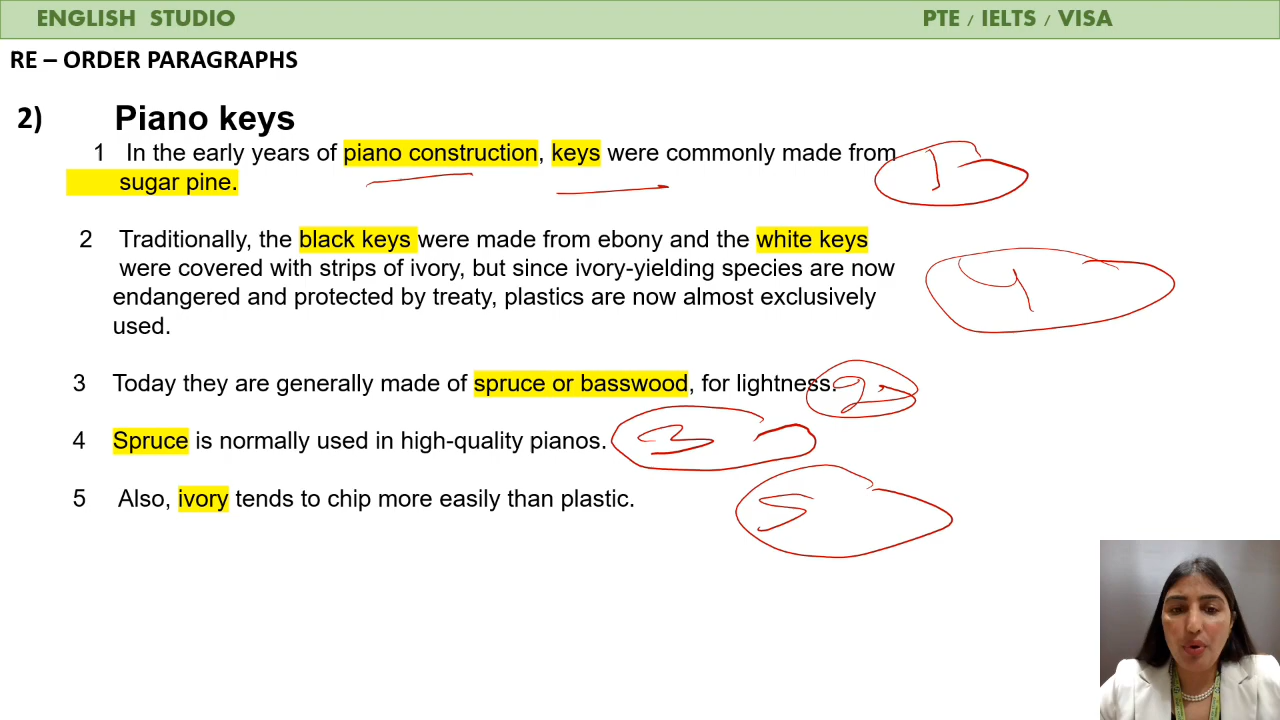 ENGLISH STUDIO PTE / IELTS / VISA
RE – ORDER PARAGRAPHS
2) Piano keys
1 In the early years of piano construction, keys were commonly made from 1
sugar pine.
2 Traditionally, the black keys were made from ebony and the white keys
were covered with strips of ivory, but since ivory-yielding species are now 4
endangered and protected by treaty, plastics are now almost exclusively
used.
3 Today they are generally made of spruce or basswood, for lightness. 2
4 Spruce is normally used in high-quality pianos. 3
5 Also, ivory tends to chip more easily than plastic. 5